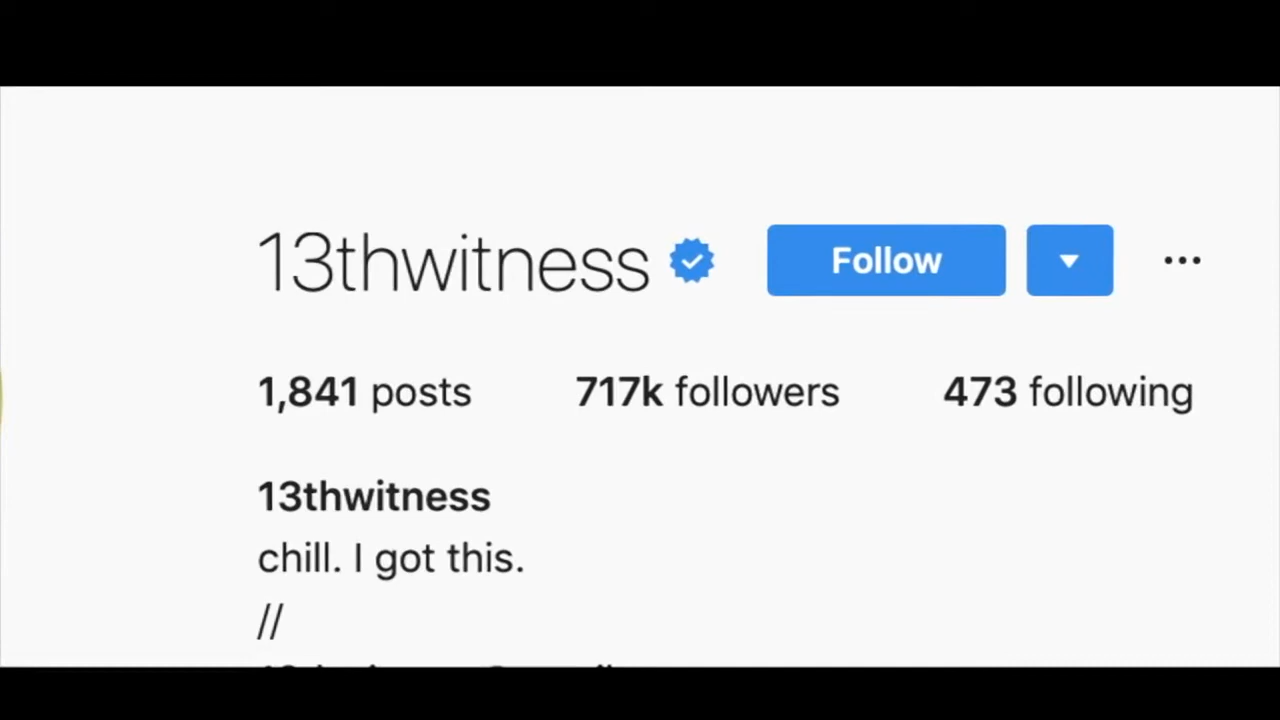 13thwitness Follow
1,841 posts 717k followers 473 following
13thwitness
chill. I got this.
//